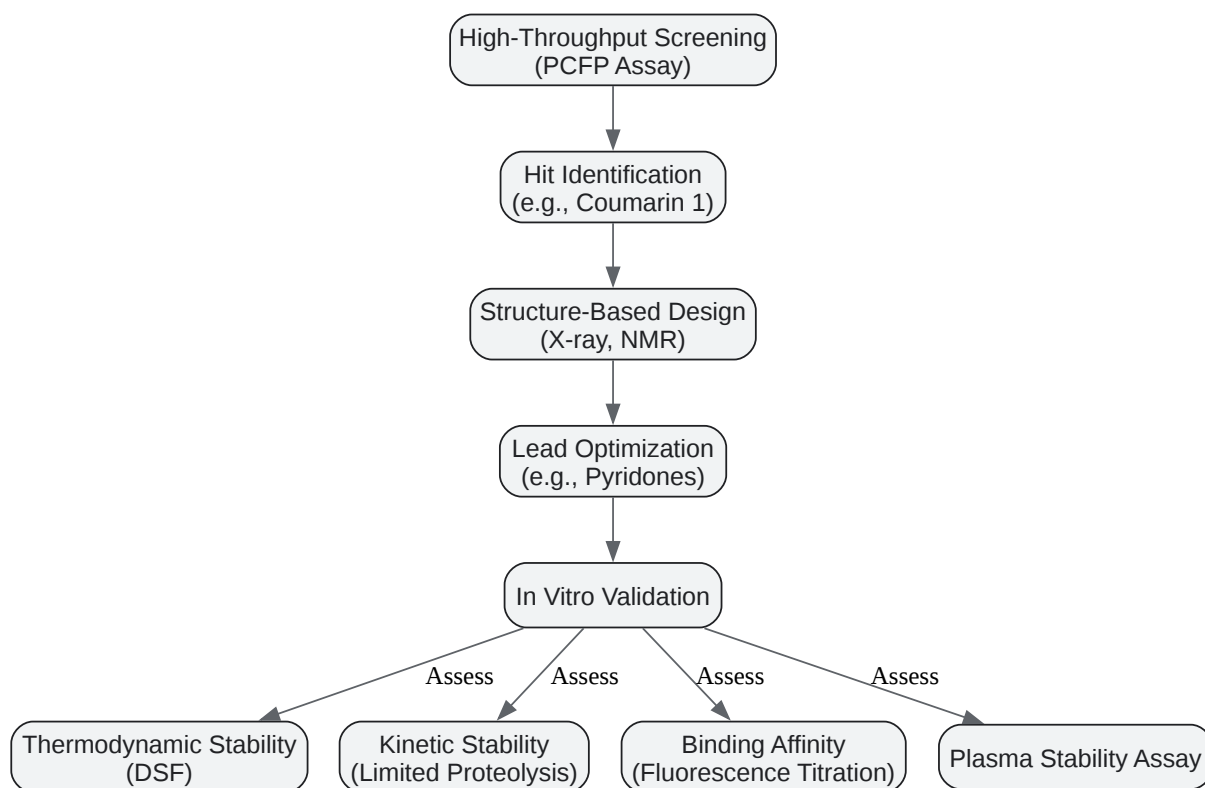 High-Throughput Screening
(PCFP Assay)
Hit Identification
(e.g., Coumarin 1)
Structure-Based Design
(X-ray, NMR)
Lead Optimization
(e.g., Pyridones)
In Vitro Validation
Assess
Assess
Assess
Assess
Thermodynamic Stability
(DSF)
Kinetic Stability
(Limited Proteolysis)
Binding Affinity
(Fluorescence Titration)
Plasma Stability Assay